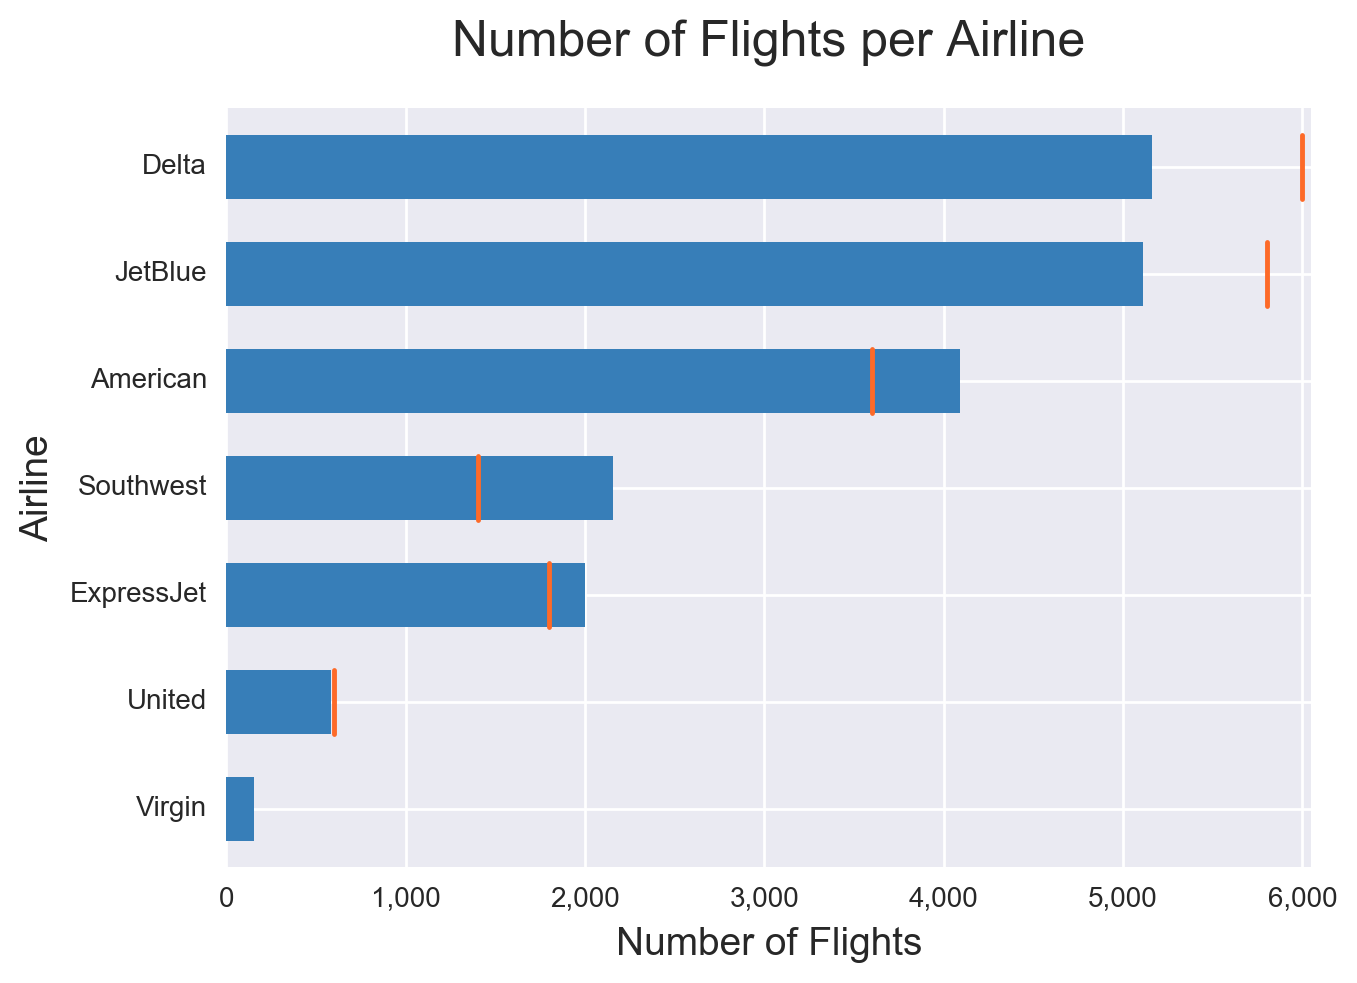 Number of Flights per Airline
Delta
JetBlue
American
Southwest
ExpressJet
United
Virgin
Airline
0 1,000 2,000 3,000 4,000 5,000 6,000
Number of Flights